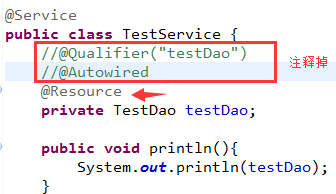 @Service
public class TestService {
//@Qualifier("testDao")
//@Autowired
注释掉
@Resource
private TestDao testDao;
public void println(){
System.out.println(testDao);
}